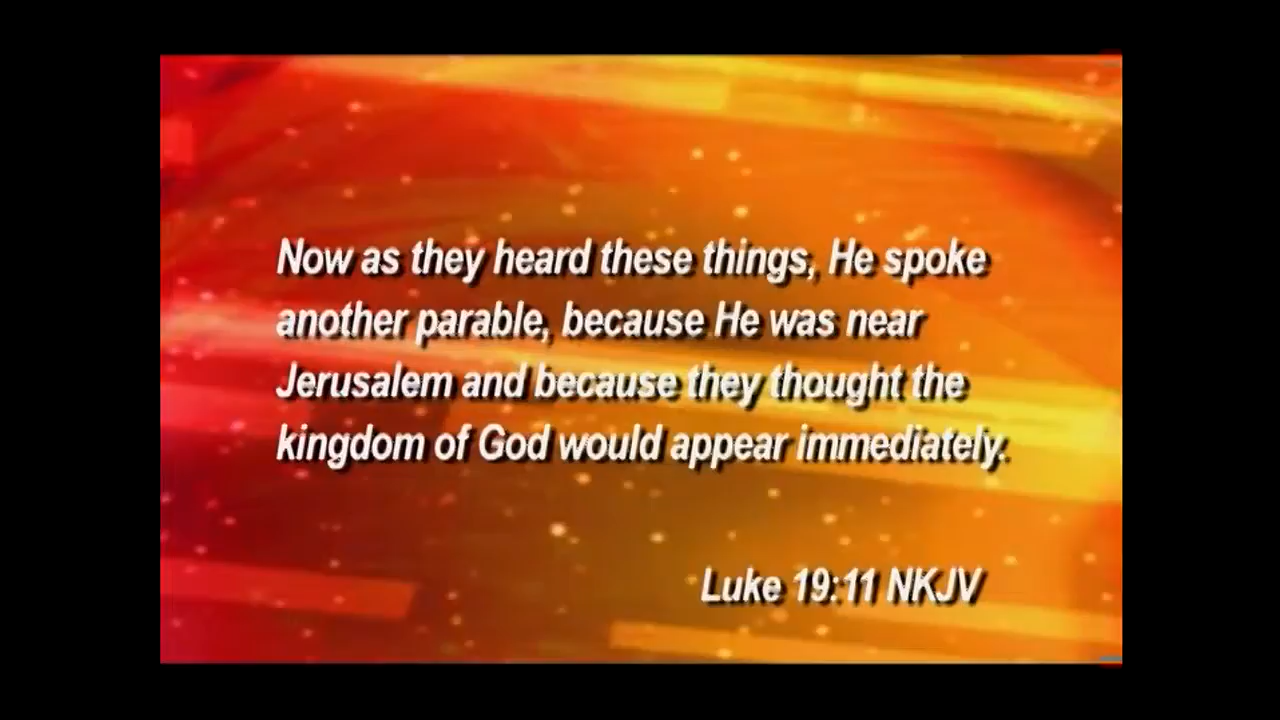 Now as they heard these things, He spoke
another parable, because He was near
Jerusalem and because they thought the
kingdom of God would appear immediately.
Luke 19:11 NKJV